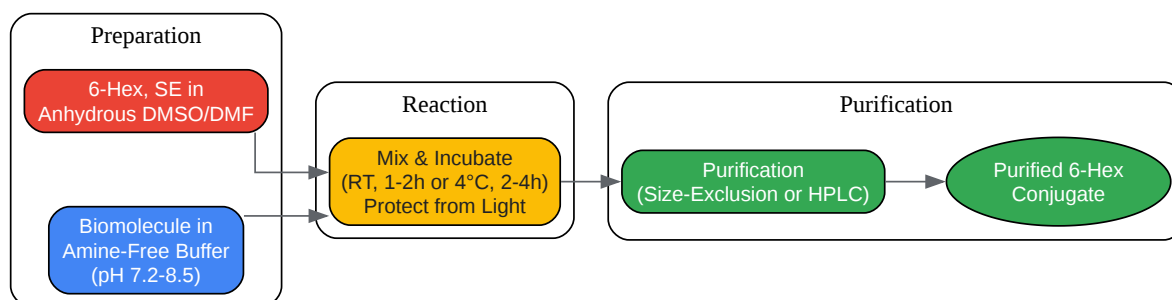 Preparation
6-Hex, SE in
Anhydrous DMSO/DMF
Biomolecule in
Amine-Free Buffer
(pH 7.2-8.5)
Reaction
Mix & Incubate
(RT, 1-2h or 4°C, 2-4h)
Protect from Light
Purification
Purification
(Size-Exclusion or HPLC)
Purified 6-Hex
Conjugate